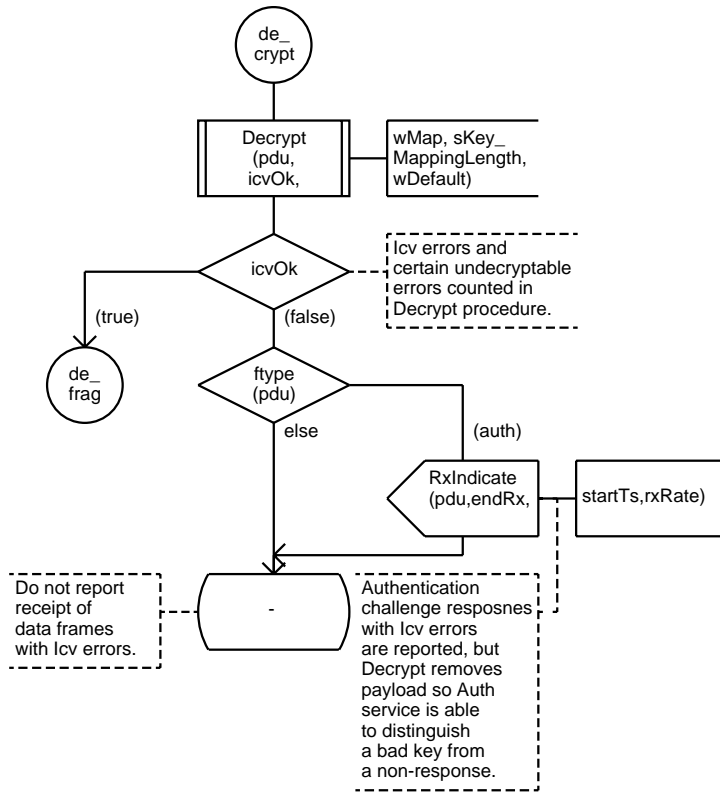 de_
crypt
Decrypt
(pdu,
icvOk,
wMap, sKey_
MappingLength,
wDefault)
icvOk
Icv errors and
certain undecryptable
errors counted in
Decrypt procedure.
(true)
(false)
de_
frag
ftype
(pdu)
else
(auth)
RxIndicate
(pdu,endRx,
startTs,rxRate)
Do not report
receipt of
data frames
with Icv errors.
-
Authentication
challenge resposnes
with Icv errors
are reported, but
Decrypt removes
payload so Auth
service is able
to distinguish
a bad key from
a non-response.